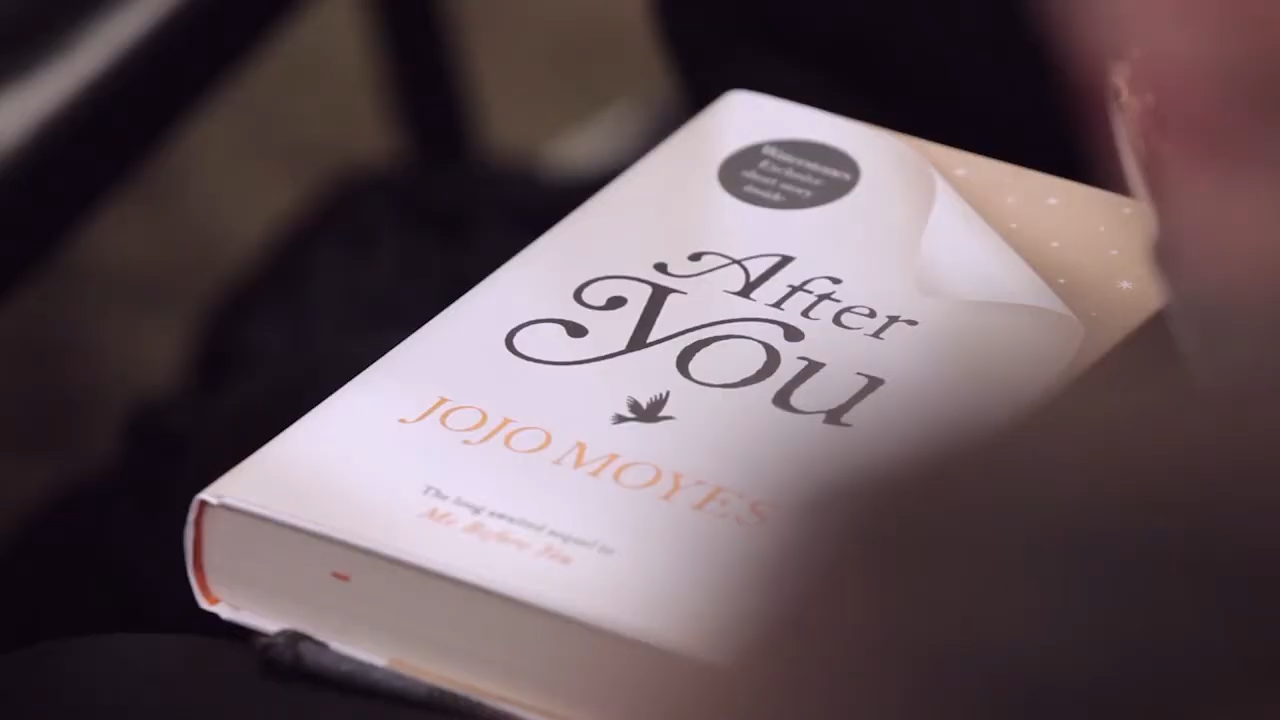 Waterstones
Exclusive
short story
inside
After
You
JOJO MOYES
The long awaited sequel to
Me Before You